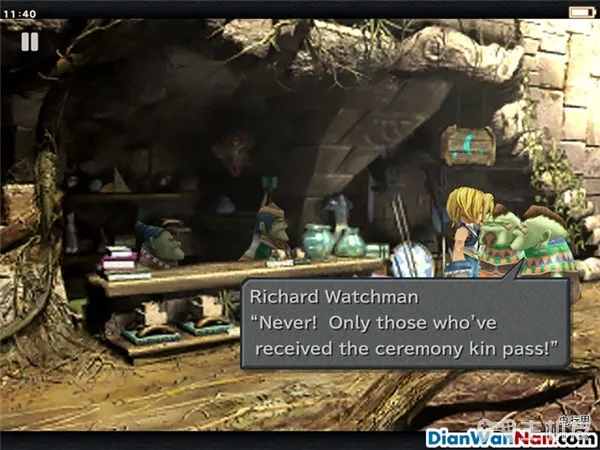 11:40
Richard Watchman
“Never! Only those who’ve
received the ceremony kin pass!”
DianWanNan.com